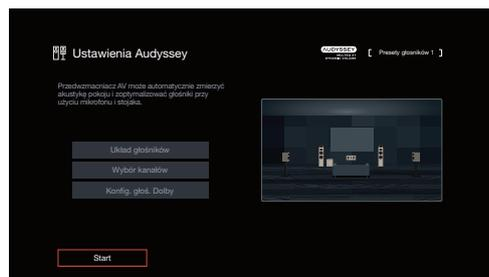 Ustawienia Audyssey
AUDYSSEY
[ Presety głosników 1 ]
Przedwzmacniacz AV może automatycznie zmierzyć
akustykę pokoju i zoptymalizować głośniki przy
użyciu mikrofonu i stojaka.
Układ głośników
Wybór kanałów
Konfig. głoś. Dolby
Start